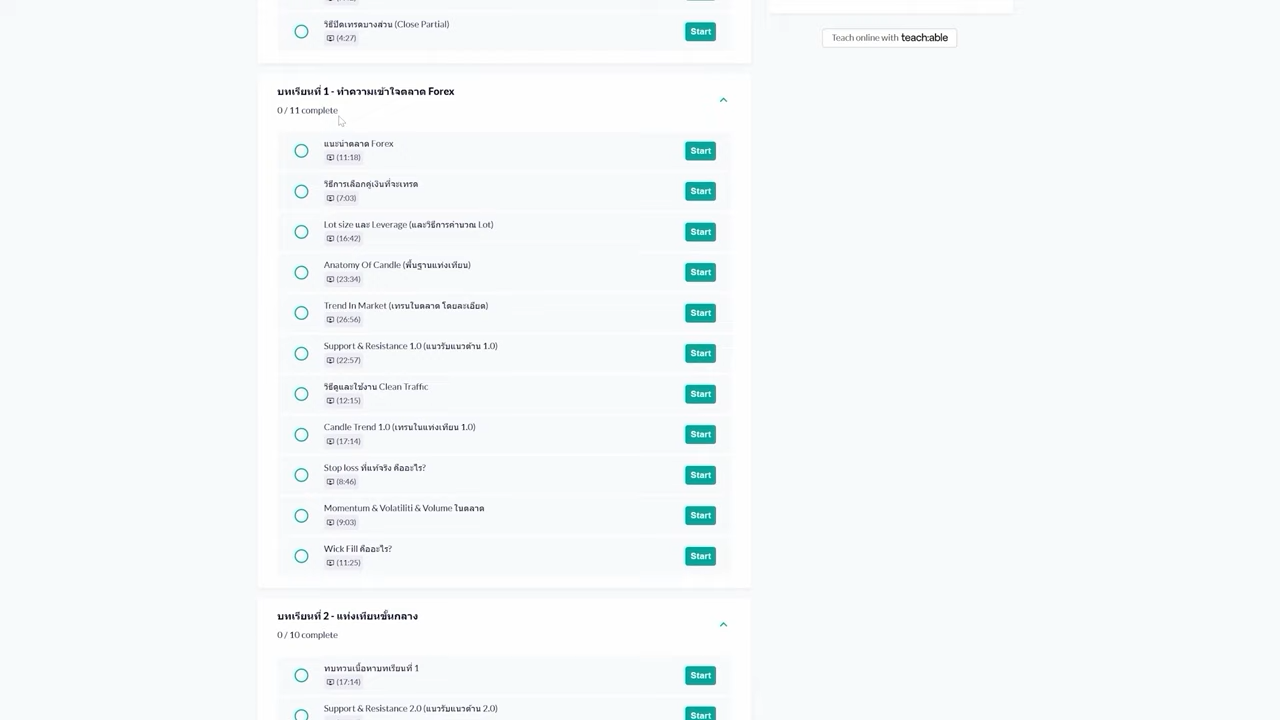 วิธีปิดเทรดบางส่วน (Close Partial)
(4:27)
Start
Teach online with teach:able
บทเรียนที่ 1 - ทำความเข้าใจตลาด Forex
0 / 11 complete
แนะนำตลาด Forex
(11:18)
Start
วิธีการเลือกคู่เงินที่จะเทรด
(7:03)
Start
Lot size และ Leverage (และวิธีการคำนวณ Lot)
(16:42)
Start
Anatomy Of Candle (พื้นฐานแท่งเทียน)
(23:34)
Start
Trend In Market (เทรนในตลาด โดยละเอียด)
(26:56)
Start
Support & Resistance 1.0 (แนวรับแนวต้าน 1.0)
(22:57)
Start
วิธีดูและใช้งาน Clean Traffic
(12:15)
Start
Candle Trend 1.0 (เทรนในแท่งเทียน 1.0)
(17:14)
Start
Stop loss ที่แท้จริง คืออะไร?
(8:46)
Start
Momentum & Volatiliti & Volume ในตลาด
(9:03)
Start
Wick Fill คืออะไร?
(11:25)
Start
บทเรียนที่ 2 - แท่งเทียนขั้นกลาง
0 / 10 complete
ทบทวนเนื้อหาบทเรียนที่ 1
(17:14)
Start
Support & Resistance 2.0 (แนวรับแนวต้าน 2.0)
Start